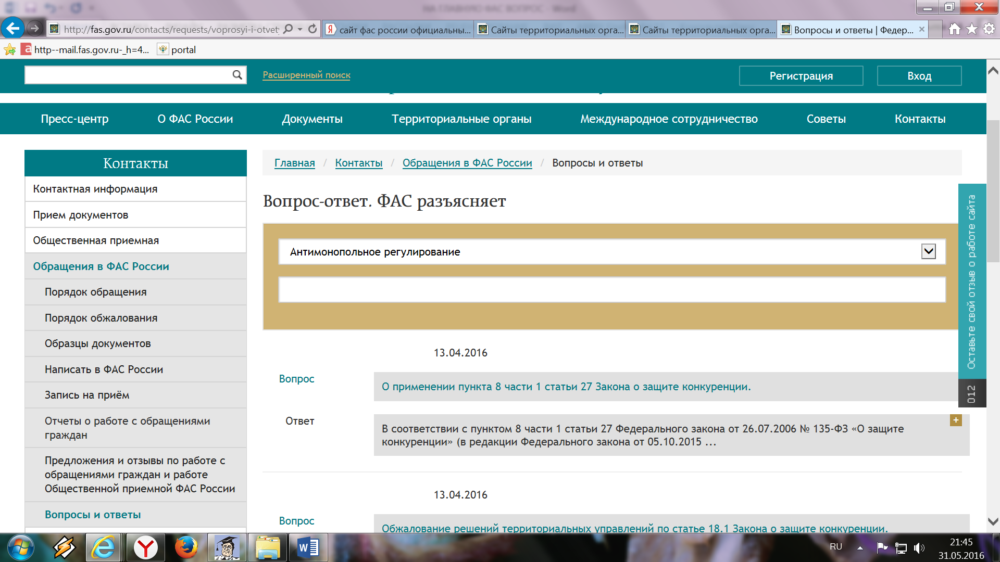 НА ГЛАВНУЮ ФАС ВОПРОС - Word
http://fas.gov.ru/contacts/requests/voprosyi-i-otvet
сайт фас россии официальны...
Сайты территориальных орга...
Сайты территориальных орга...
Вопросы и ответы | Федер...
http--mail.fas.gov.ru-_h=4...
portal
Расширенный поиск
Регистрация
Вход
Пресс-центр
О ФАС России
Документы
Территориальные органы
Международное сотрудничество
Советы
Контакты
Контакты
Контактная информация
Прием документов
Общественная приемная
Обращения в ФАС России
Порядок обращения
Порядок обжалования
Образцы документов
Написать в ФАС России
Запись на приём
Отчеты о работе с обращениями
граждан
Предложения и отзывы по работе с
обращениями граждан и работе
Общественной приемной ФАС России
Вопросы и ответы
Главная / Контакты / Обращения в ФАС России / Вопросы и ответы
Вопрос-ответ. ФАС разъясняет
Антимонопольное регулирование
13.04.2016
Вопрос
О применении пункта 8 части 1 статьи 27 Закона о защите конкуренции.
Ответ
В соответствии с пунктом 8 части 1 статьи 27 Федерального закона от 26.07.2006 № 135-ФЗ «О защите
конкуренции» (в редакции Федерального закона от 05.10.2015 ...
+
13.04.2016
Вопрос
Обжалование решений территориальных управлений по статье 18.1 Закона о защите конкуренции.
Оставьте свой отзыв о работе сайта
012
RU
21:45
31.05.2016